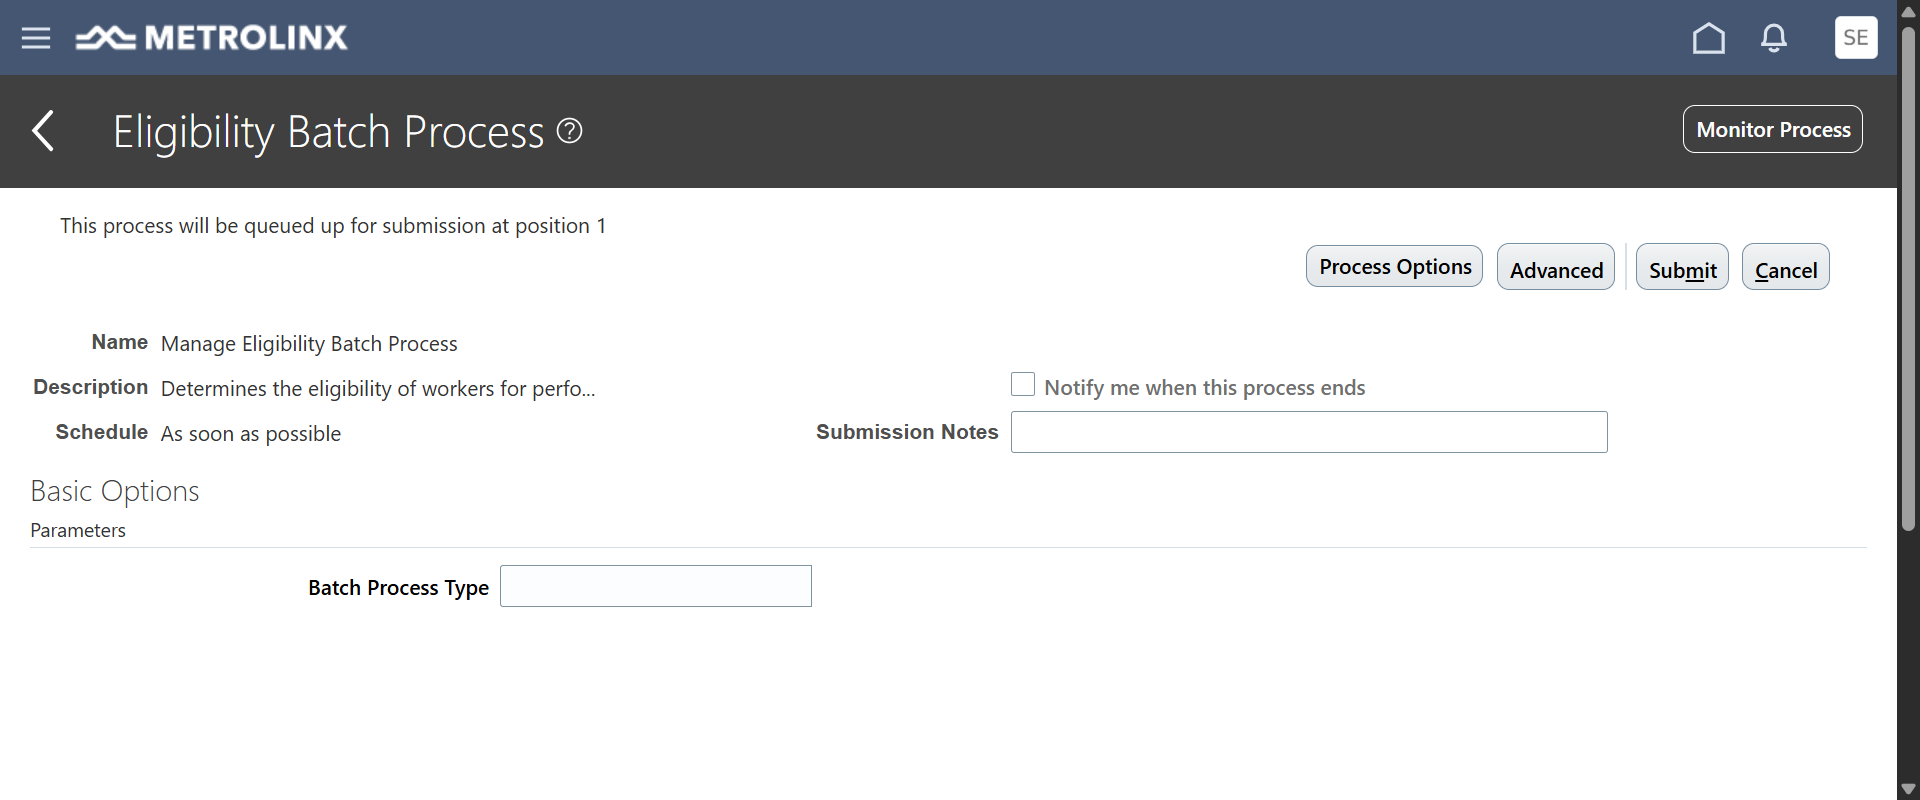 METROLINX
SE
Eligibility Batch Process
Monitor Process
This process will be queued up for submission at position 1
Process Options
Advanced
Submit
Cancel
Name Manage Eligibility Batch Process
Description Determines the eligibility of workers for perfo...
Notify me when this process ends
Schedule As soon as possible
Submission Notes
Basic Options
Parameters
Batch Process Type